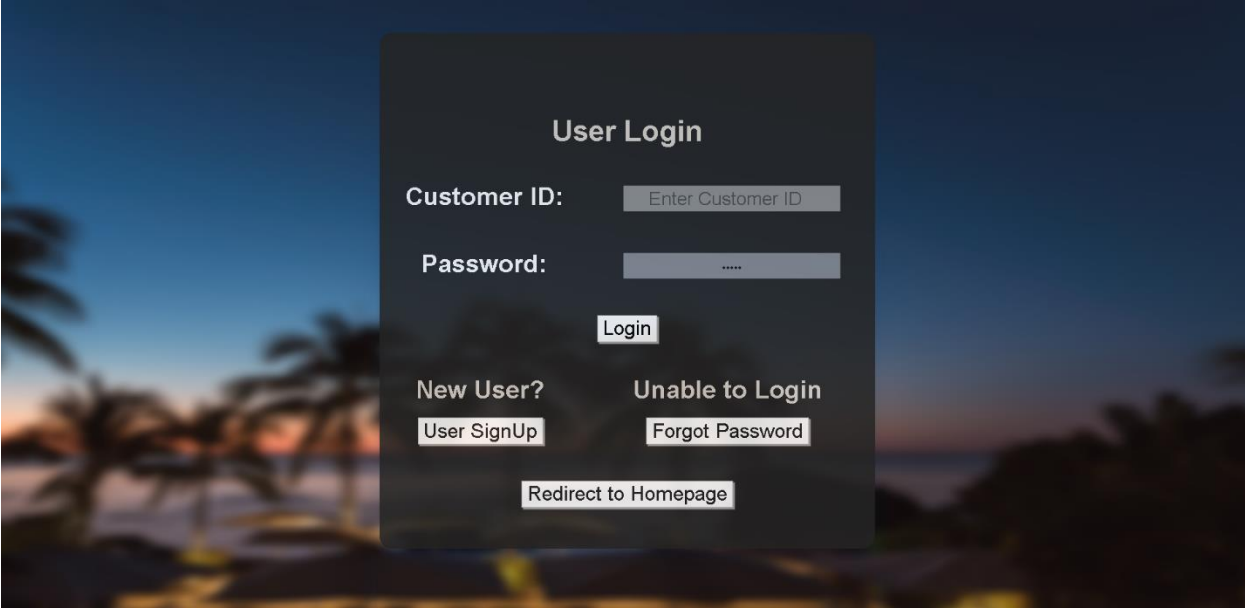 User Login
Customer ID: Enter Customer ID
Password: •••••
Login
New User? Unable to Login
User SignUp Forgot Password
Redirect to Homepage